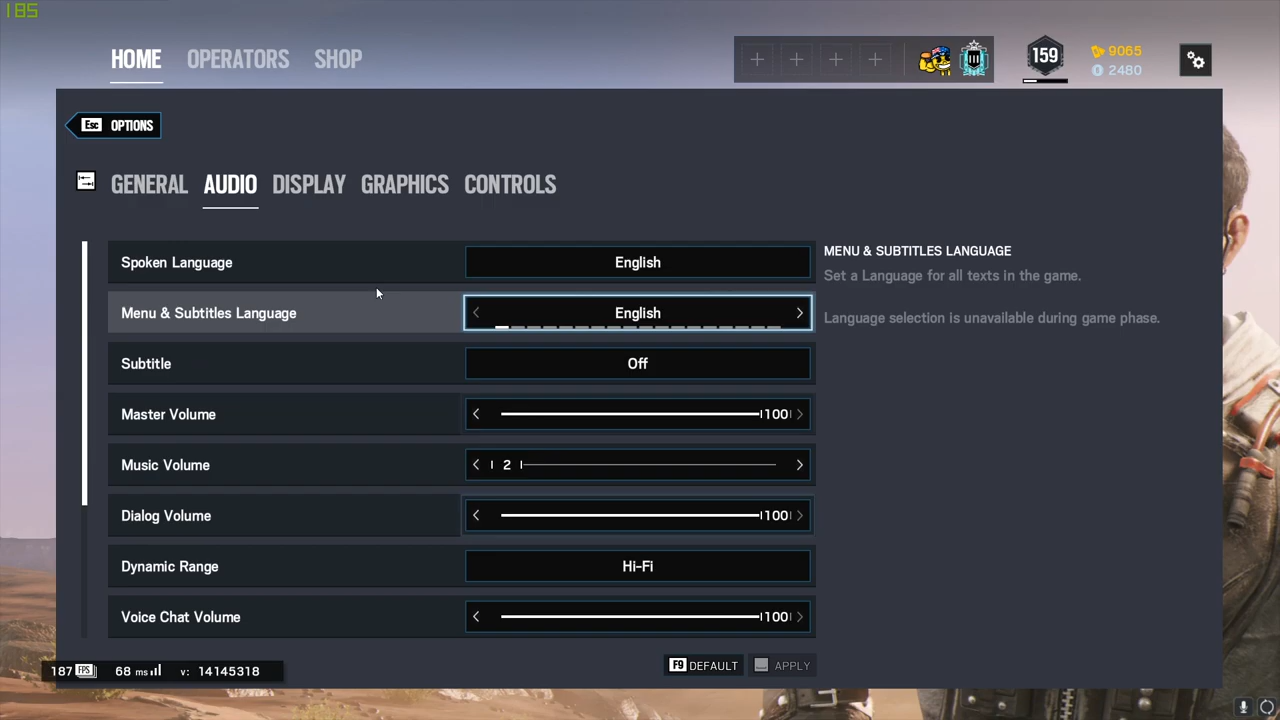 185
HOME OPERATORS SHOP
159
9065
2480
Esc OPTIONS
GENERAL AUDIO DISPLAY GRAPHICS CONTROLS
Spoken Language English
MENU & SUBTITLES LANGUAGE
Set a Language for all texts in the game.
Menu & Subtitles Language English
Language selection is unavailable during game phase.
Subtitle Off
Master Volume 100
Music Volume 2
Dialog Volume 100
Dynamic Range Hi-Fi
Voice Chat Volume 100
F9 DEFAULT APPLY
187 FPS 68 ms v: 14145318